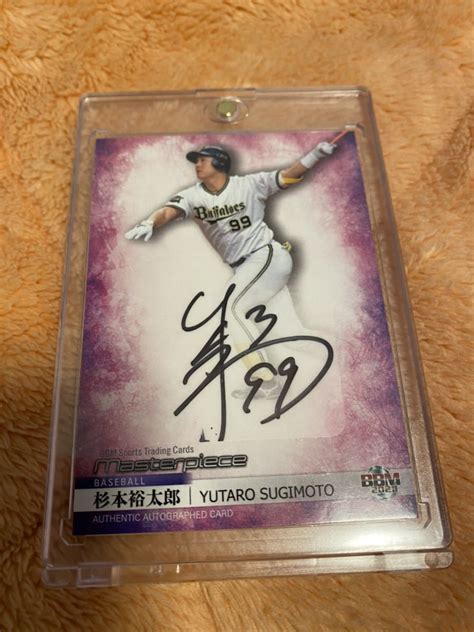 Buffaloes
99
99
BBM Sports Trading Cards
Masterpiece
BASEBALL
杉本裕太郎 | YUTARO SUGIMOTO
AUTHENTIC AUTOGRAPHED CARD
BBM